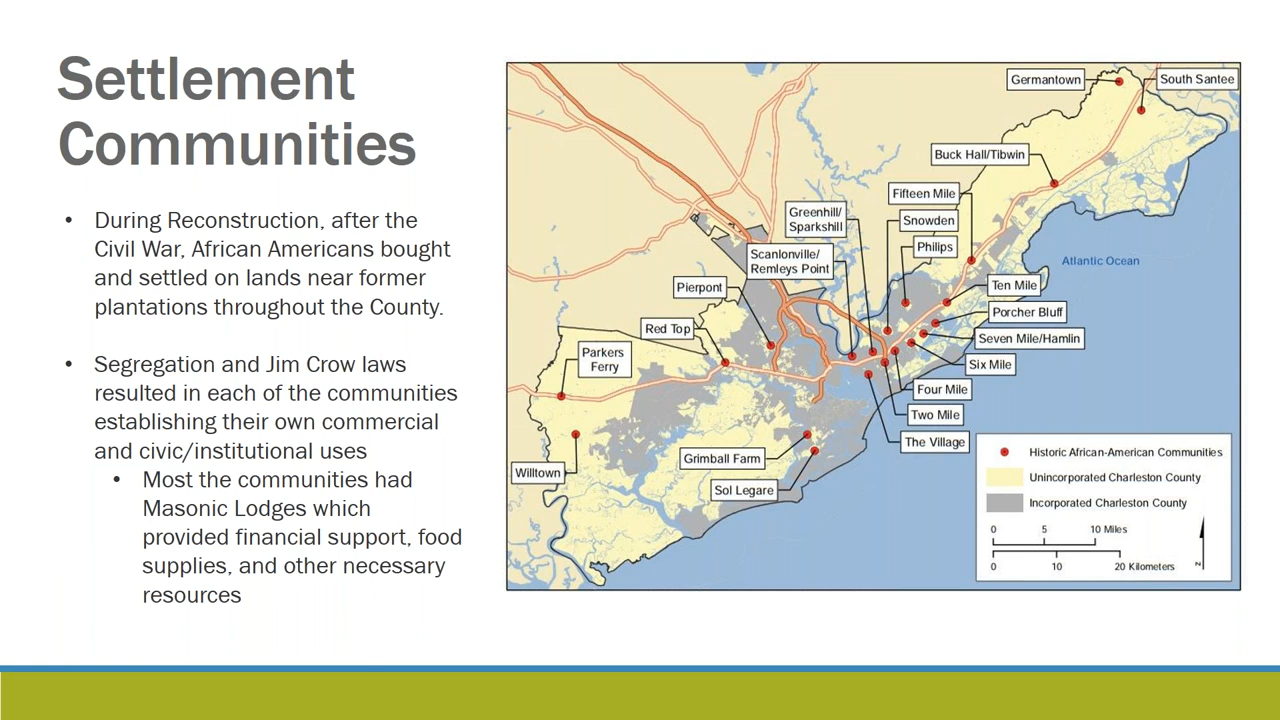 Settlement
Communities
• During Reconstruction, after the
Civil War, African Americans bought
and settled on lands near former
plantations throughout the County.
• Segregation and Jim Crow laws
resulted in each of the communities
establishing their own commercial
and civic/institutional uses
• Most the communities had
Masonic Lodges which
provided financial support, food
supplies, and other necessary
resources
Germantown
South Santee
Buck Hall/Tibwin
Fifteen Mile
Greenhill/
Sparkshill
Snowden
Philips
Scanlonville/
Remleys Point
Atlantic Ocean
Pierpont
Ten Mile
Porcher Bluff
Red Top
Seven Mile/Hamlin
Parkers
Ferry
Six Mile
Four Mile
Two Mile
The Village
Grimball Farm
Willtown
Sol Legare
Historic African-American Communities
Unincorporated Charleston County
Incorporated Charleston County
0 5 10 Miles
0 10 20 Kilometers
N